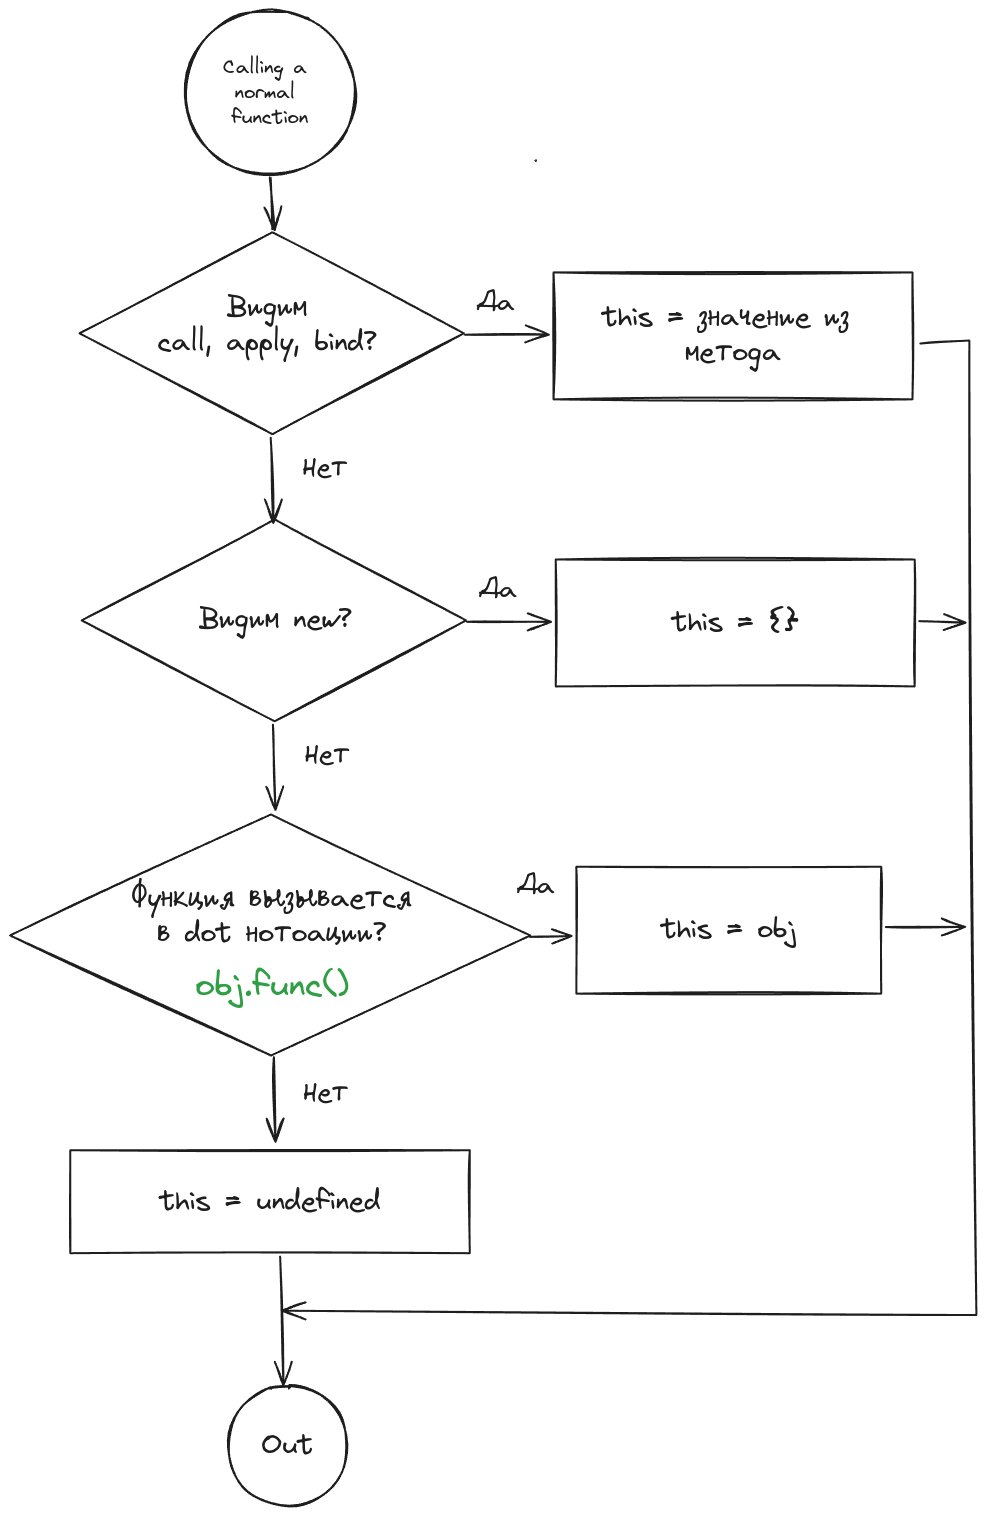 Calling a
normal
function
Видим
call, apply, bind?
Да
this = значение из
метода
Нет
Видим new?
Да
this = {}
Нет
Функция вызывается
в dot нотоации?
obj.func()
Да
this = obj
Нет
this = undefined
Out